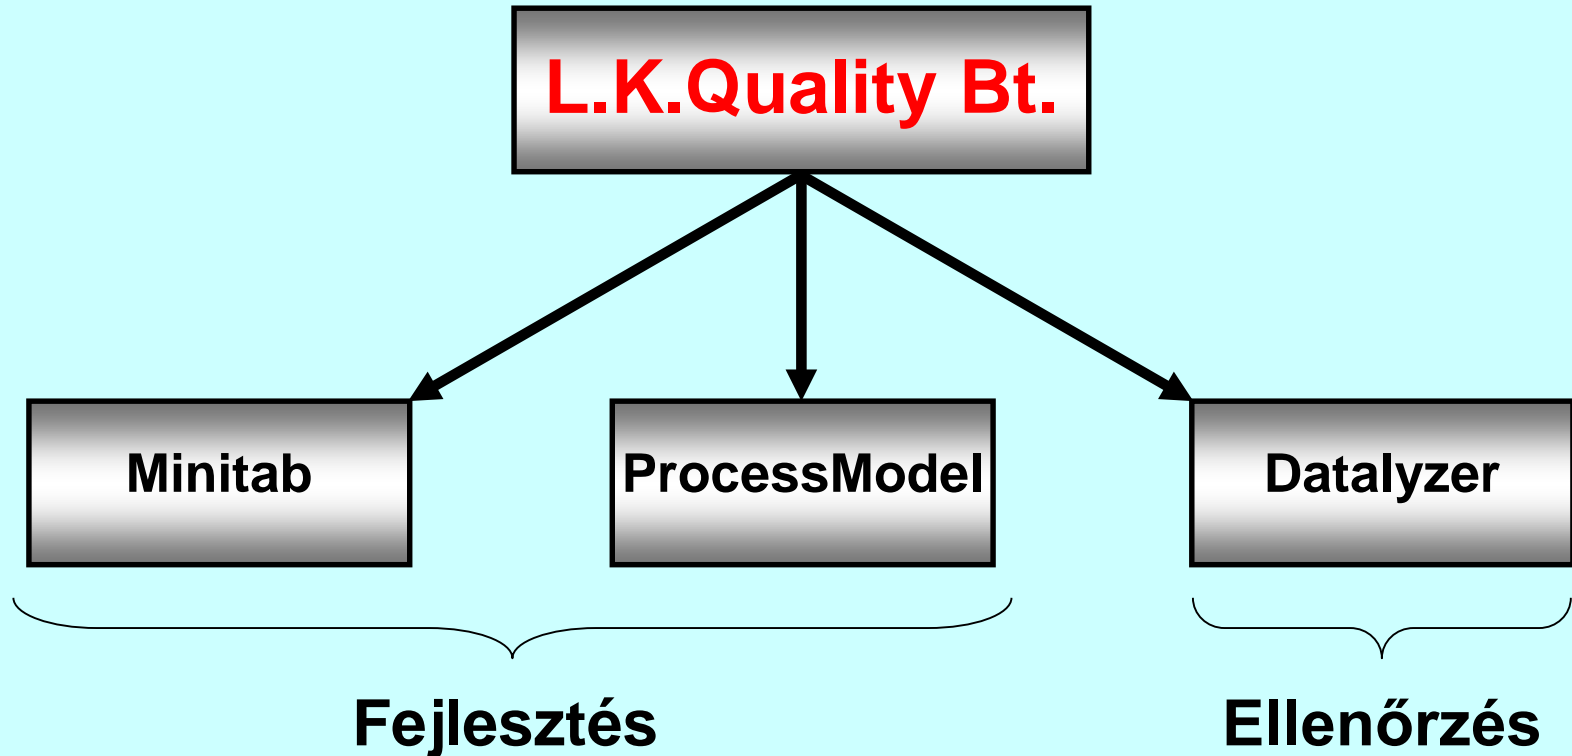 L.K.Quality Bt.
Minitab
ProcessModel
Datalyzer
Fejlesztés
Ellenőrzés